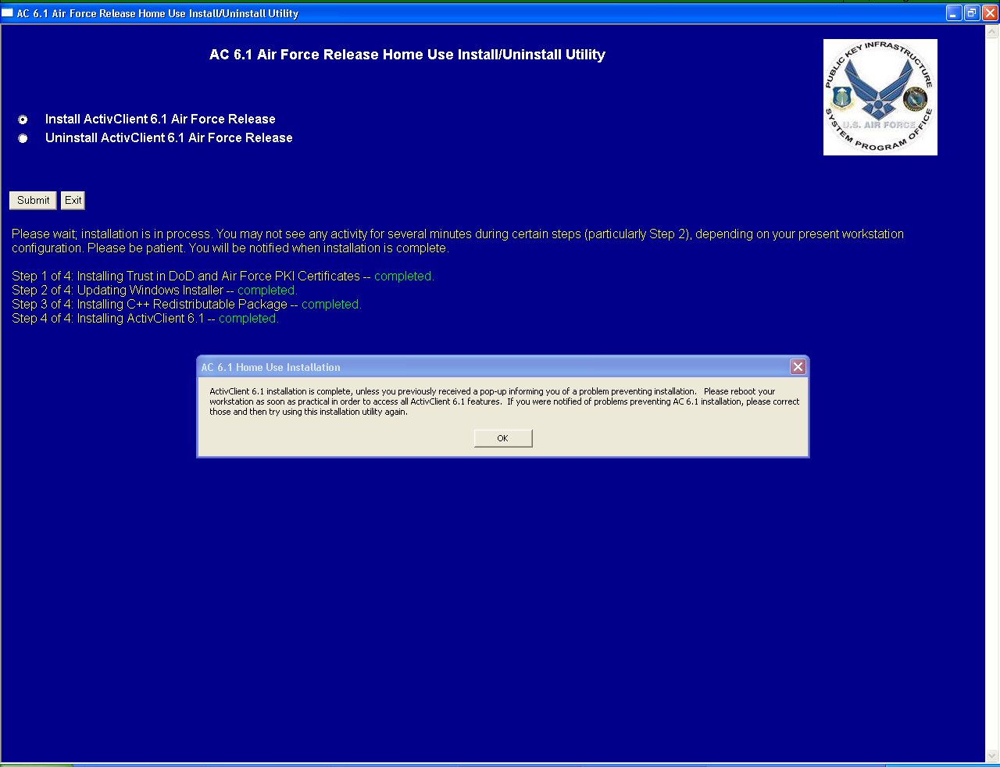 AC 6.1 Air Force Release Home Use Install/Uninstall Utility
AC 6.1 Air Force Release Home Use Install/Uninstall Utility
PUBLIC KEY INFRASTRUCTURE
U.S. AIR FORCE
SYSTEM PROGRAM OFFICE
Install ActivClient 6.1 Air Force Release
Uninstall ActivClient 6.1 Air Force Release
Submit Exit
Please wait; installation is in process. You may not see any activity for several minutes during certain steps (particularly Step 2), depending on your present workstation
configuration. Please be patient. You will be notified when installation is complete.
Step 1 of 4: Installing Trust in DoD and Air Force PKI Certificates -- completed.
Step 2 of 4: Updating Windows Installer -- completed.
Step 3 of 4: Installing C++ Redistributable Package -- completed.
Step 4 of 4: Installing ActivClient 6.1 -- completed.
AC 6.1 Home Use Installation
ActivClient 6.1 installation is complete, unless you previously received a pop-up informing you of a problem preventing installation. Please reboot your
workstation as soon as practical in order to access all ActivClient 6.1 features. If you were notified of problems preventing AC 6.1 installation, please correct
those and then try using this installation utility again.
OK